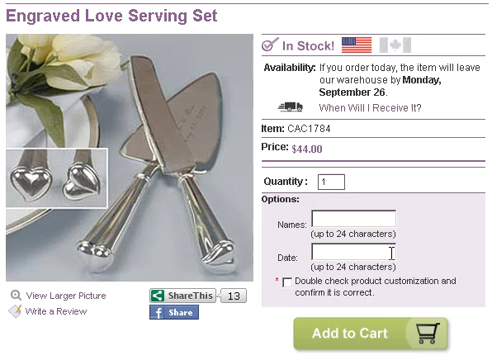 Engraved Love Serving Set
In Stock!
Availability: If you order today, the item will leave
our warehouse by Monday,
September 26.
When Will I Receive It?
Item: CAC1784
Price: $44.00
Quantity: 1
Options:
Names:
(up to 24 characters)
Date:
(up to 24 characters)
* Double check product customization and
confirm it is correct.
Add to Cart
View Larger Picture
Write a Review
ShareThis 13
Share